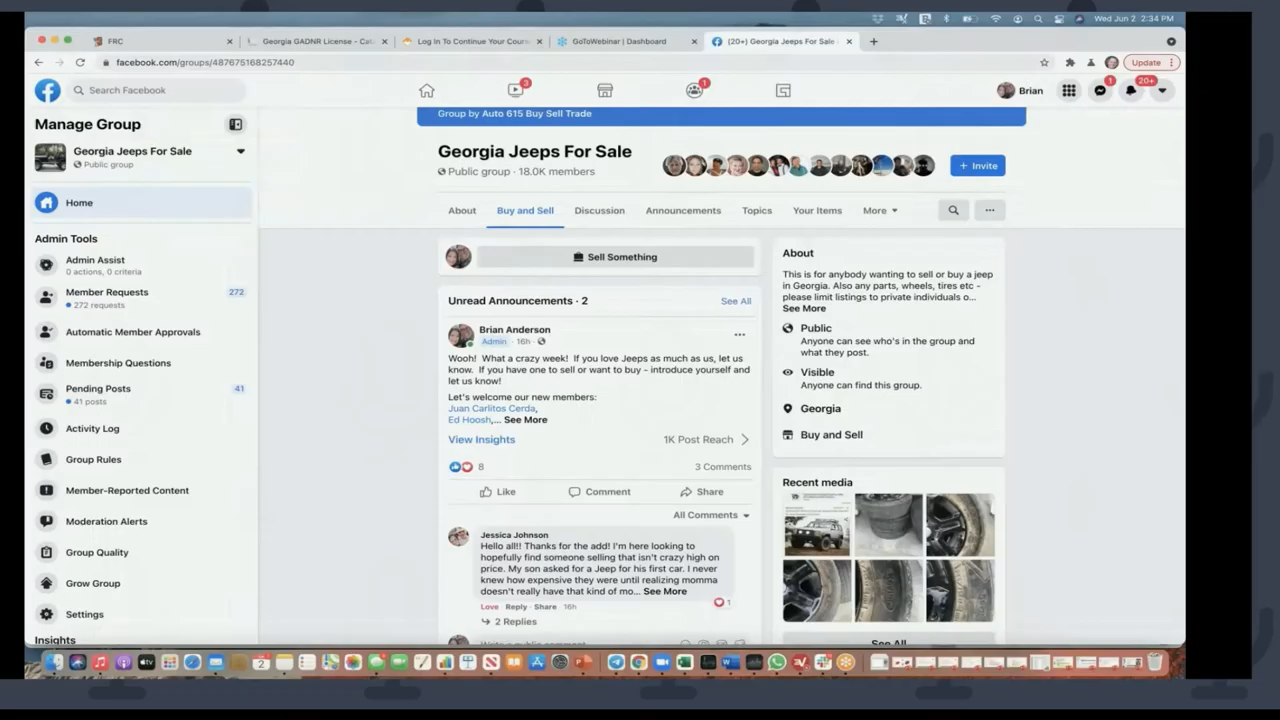 Wed Jun 2 2:34 PM
FRC
Georgia GADNR License - Cat
Log In To Continue Your Cours
GoToWebinar | Dashboard
(20+) Georgia Jeeps For Sale
facebook.com/groups/487675168257440
Update
Search Facebook
3
1
Brian
1
20+
Manage Group
Georgia Jeeps For Sale
Public group
Home
Admin Tools
Admin Assist
0 actions, 0 criteria
Member Requests 272
272 requests
Automatic Member Approvals
Membership Questions
Pending Posts 41
41 posts
Activity Log
Group Rules
Member-Reported Content
Moderation Alerts
Group Quality
Grow Group
Settings
Insights
Group by Auto 615 Buy Sell Trade
Georgia Jeeps For Sale
Public group · 18.0K members
+ Invite
About
Buy and Sell
Discussion
Announcements
Topics
Your Items
More
Sell Something
Unread Announcements · 2
See All
Brian Anderson
Admin · 16h ·
Wooh! What a crazy week! If you love Jeeps as much as us, let us
know. If you have one to sell or want to buy - introduce yourself and
let us know!
Let's welcome our new members:
Juan Carlitos Cerda,
Ed Hoosh,... See More
View Insights
1K Post Reach
8
3 Comments
Like
Comment
Share
All Comments
Jessica Johnson
Hello all!! Thanks for the add! I'm here looking to
hopefully find someone selling that isn't crazy high on
price. My son asked for a Jeep for his first car. I never
knew how expensive they were until realizing momma
doesn't really have that kind of mo... See More
1
Love · Reply · Share · 16h
2 Replies
Write a public comment
About
This is for anybody wanting to sell or buy a jeep
in Georgia. Also any parts, wheels, tires etc -
please limit listings to private individuals o...
See More
Public
Anyone can see who's in the group and
what they post.
Visible
Anyone can find this group.
Georgia
Buy and Sell
Recent media
See All